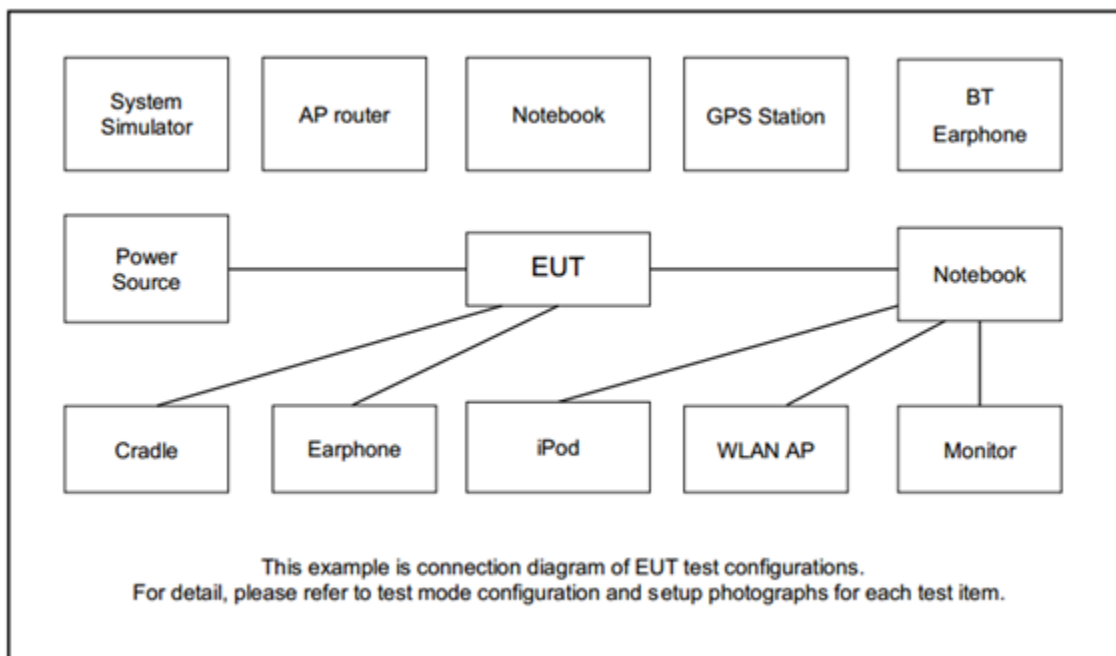 System
Simulator
AP router
Notebook
GPS Station
BT
Earphone
Power
Source
EUT
Notebook
Cradle
Earphone
iPod
WLAN AP
Monitor
This example is connection diagram of EUT test configurations.
For detail, please refer to test mode configuration and setup photographs for each test item.